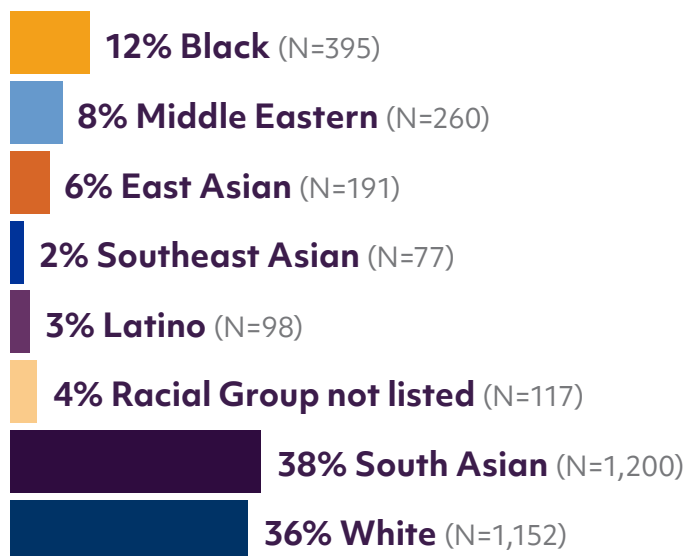 12% Black (N=395)
8% Middle Eastern (N=260)
6% East Asian (N=191)
2% Southeast Asian (N=77)
3% Latino (N=98)
4% Racial Group not listed (N=117)
38% South Asian (N=1,200)
36% White (N=1,152)